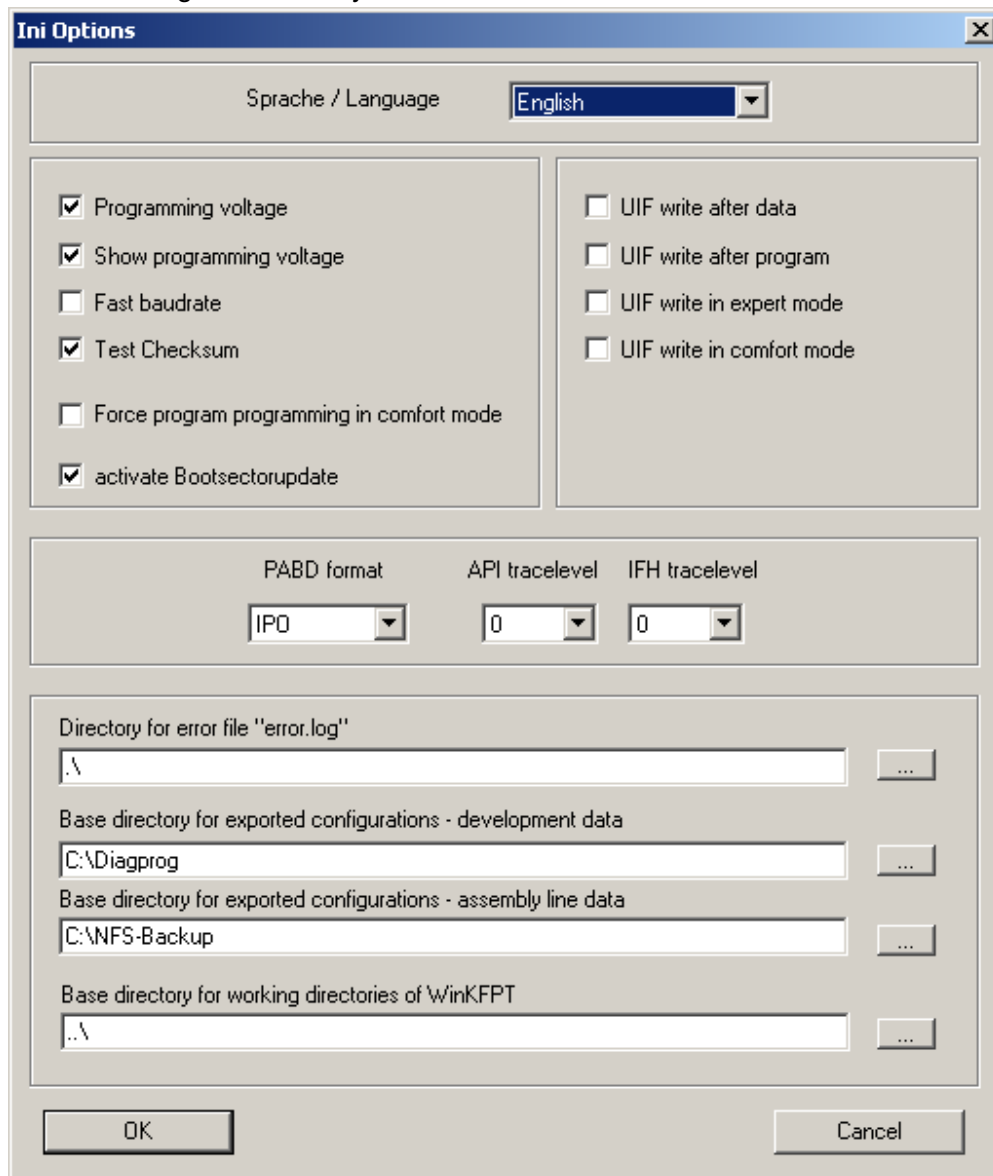 Ini Options
Sprache / Language English
Programming voltage
Show programming voltage
Fast baudrate
Test Checksum
Force program programming in comfort mode
activate Bootsectorupdate
UIF write after data
UIF write after program
UIF write in expert mode
UIF write in comfort mode
PABD format API tracelevel IFH tracelevel
IPO 0 0
Directory for error file "error.log"
.\ ...
Base directory for exported configurations - development data
C:\Diagprog ...
Base directory for exported configurations - assembly line data
C:\NFS-Backup ...
Base directory for working directories of WinKFPT
..\ ...
OK Cancel